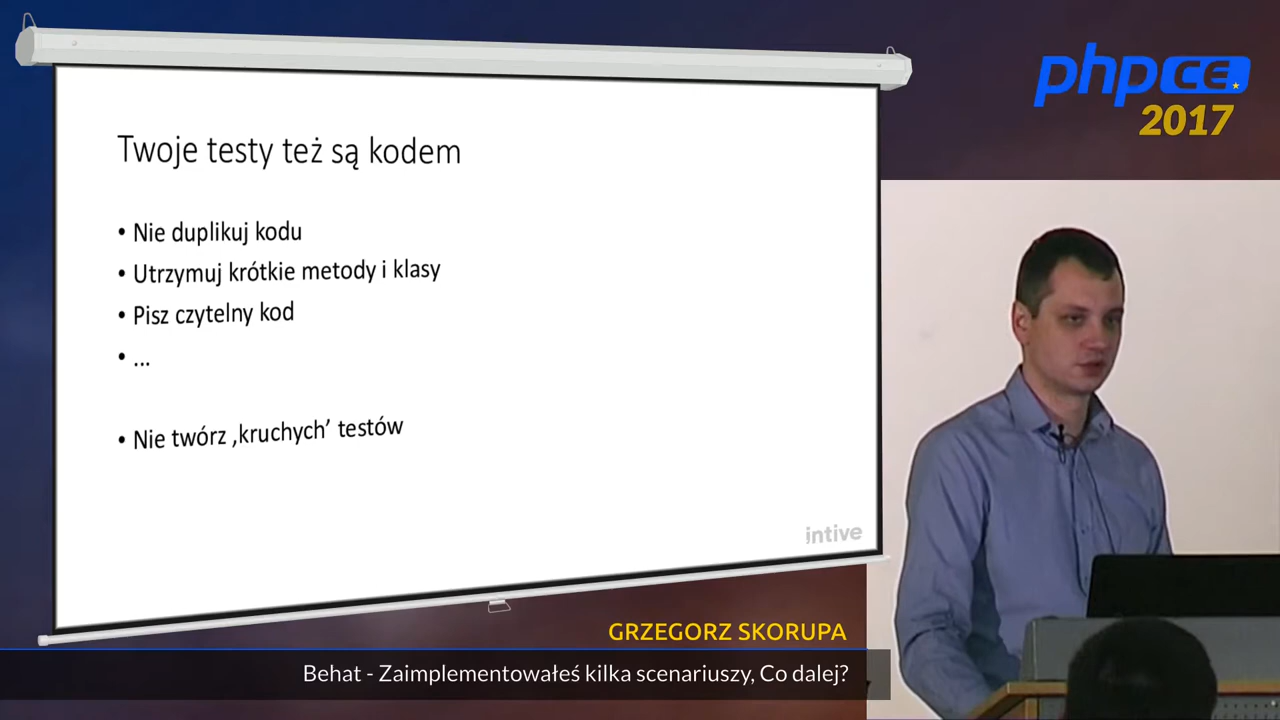 phpCE
2017
Twoje testy też są kodem
• Nie duplikuj kodu
• Utrzymuj krótkie metody i klasy
• Pisz czytelny kod
• ...
• Nie twórz ‚kruchych’ testów
intive
GRZEGORZ SKORUPA
Behat - Zaimplementowałeś kilka scenariuszy, Co dalej?